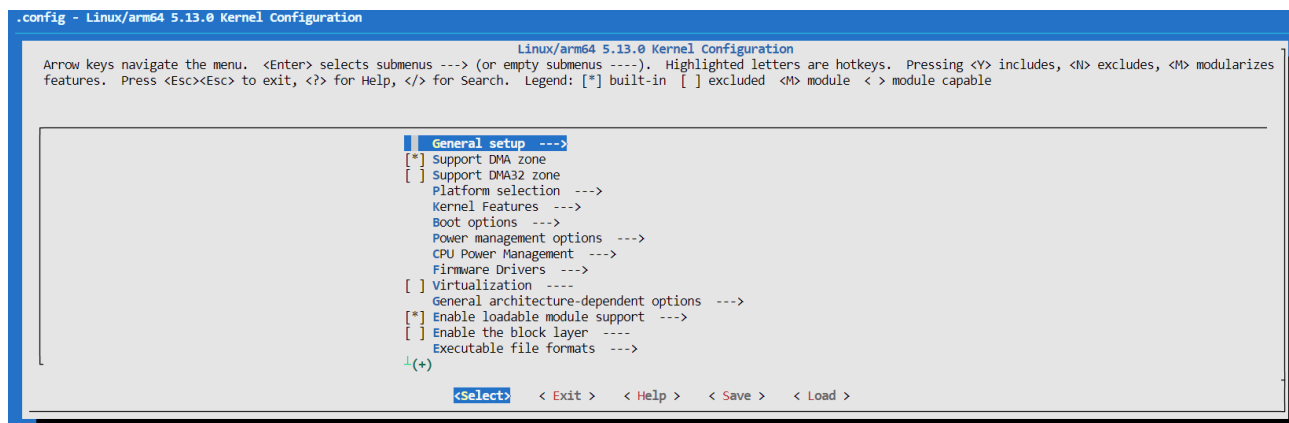 .config - Linux/arm64 5.13.0 Kernel Configuration
Linux/arm64 5.13.0 Kernel Configuration
Arrow keys navigate the menu. <Enter> selects submenus ---> (or empty submenus ----). Highlighted letters are hotkeys. Pressing <Y> includes, <N> excludes, <M> modularizes
features. Press <Esc><Esc> to exit, <?> for Help, </> for Search. Legend: [*] built-in [ ] excluded <M> module < > module capable
General setup --->
[*] Support DMA zone
[ ] Support DMA32 zone
Platform selection --->
Kernel Features --->
Boot options --->
Power management options --->
CPU Power Management --->
Firmware Drivers --->
[ ] Virtualization ----
General architecture-dependent options --->
[*] Enable loadable module support --->
[ ] Enable the block layer ----
Executable file formats --->
┴(+)
<Select> < Exit > < Help > < Save > < Load >